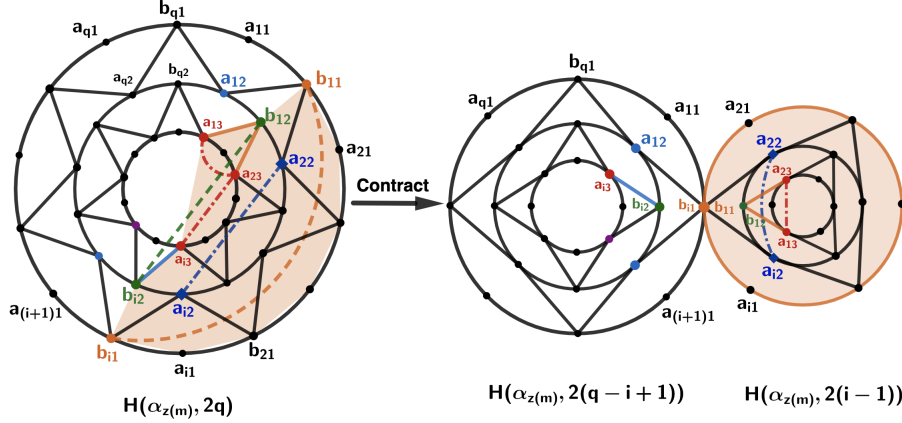 b_{q1}
a_{q1}
a_{11}
b_{q2}
a_{q2}
a_{12}
b_{11}
b_{12}
a_{13}
a_{21}
a_{22}
a_{23}
a_{i3}
b_{i2}
a_{i2}
a_{(i+1)1}
b_{i1}
b_{21}
a_{i1}
H(α_{z(m)}, 2q)
Contract
b_{q1}
a_{q1}
a_{11}
a_{12}
a_{i3}
b_{i2}
b_{i1}
a_{(i+1)1}
H(α_{z(m)}, 2(q − i + 1))
a_{21}
a_{22}
a_{23}
b_{11}
b_{12}
a_{13}
a_{i2}
a_{i1}
H(α_{z(m)}, 2(i − 1))